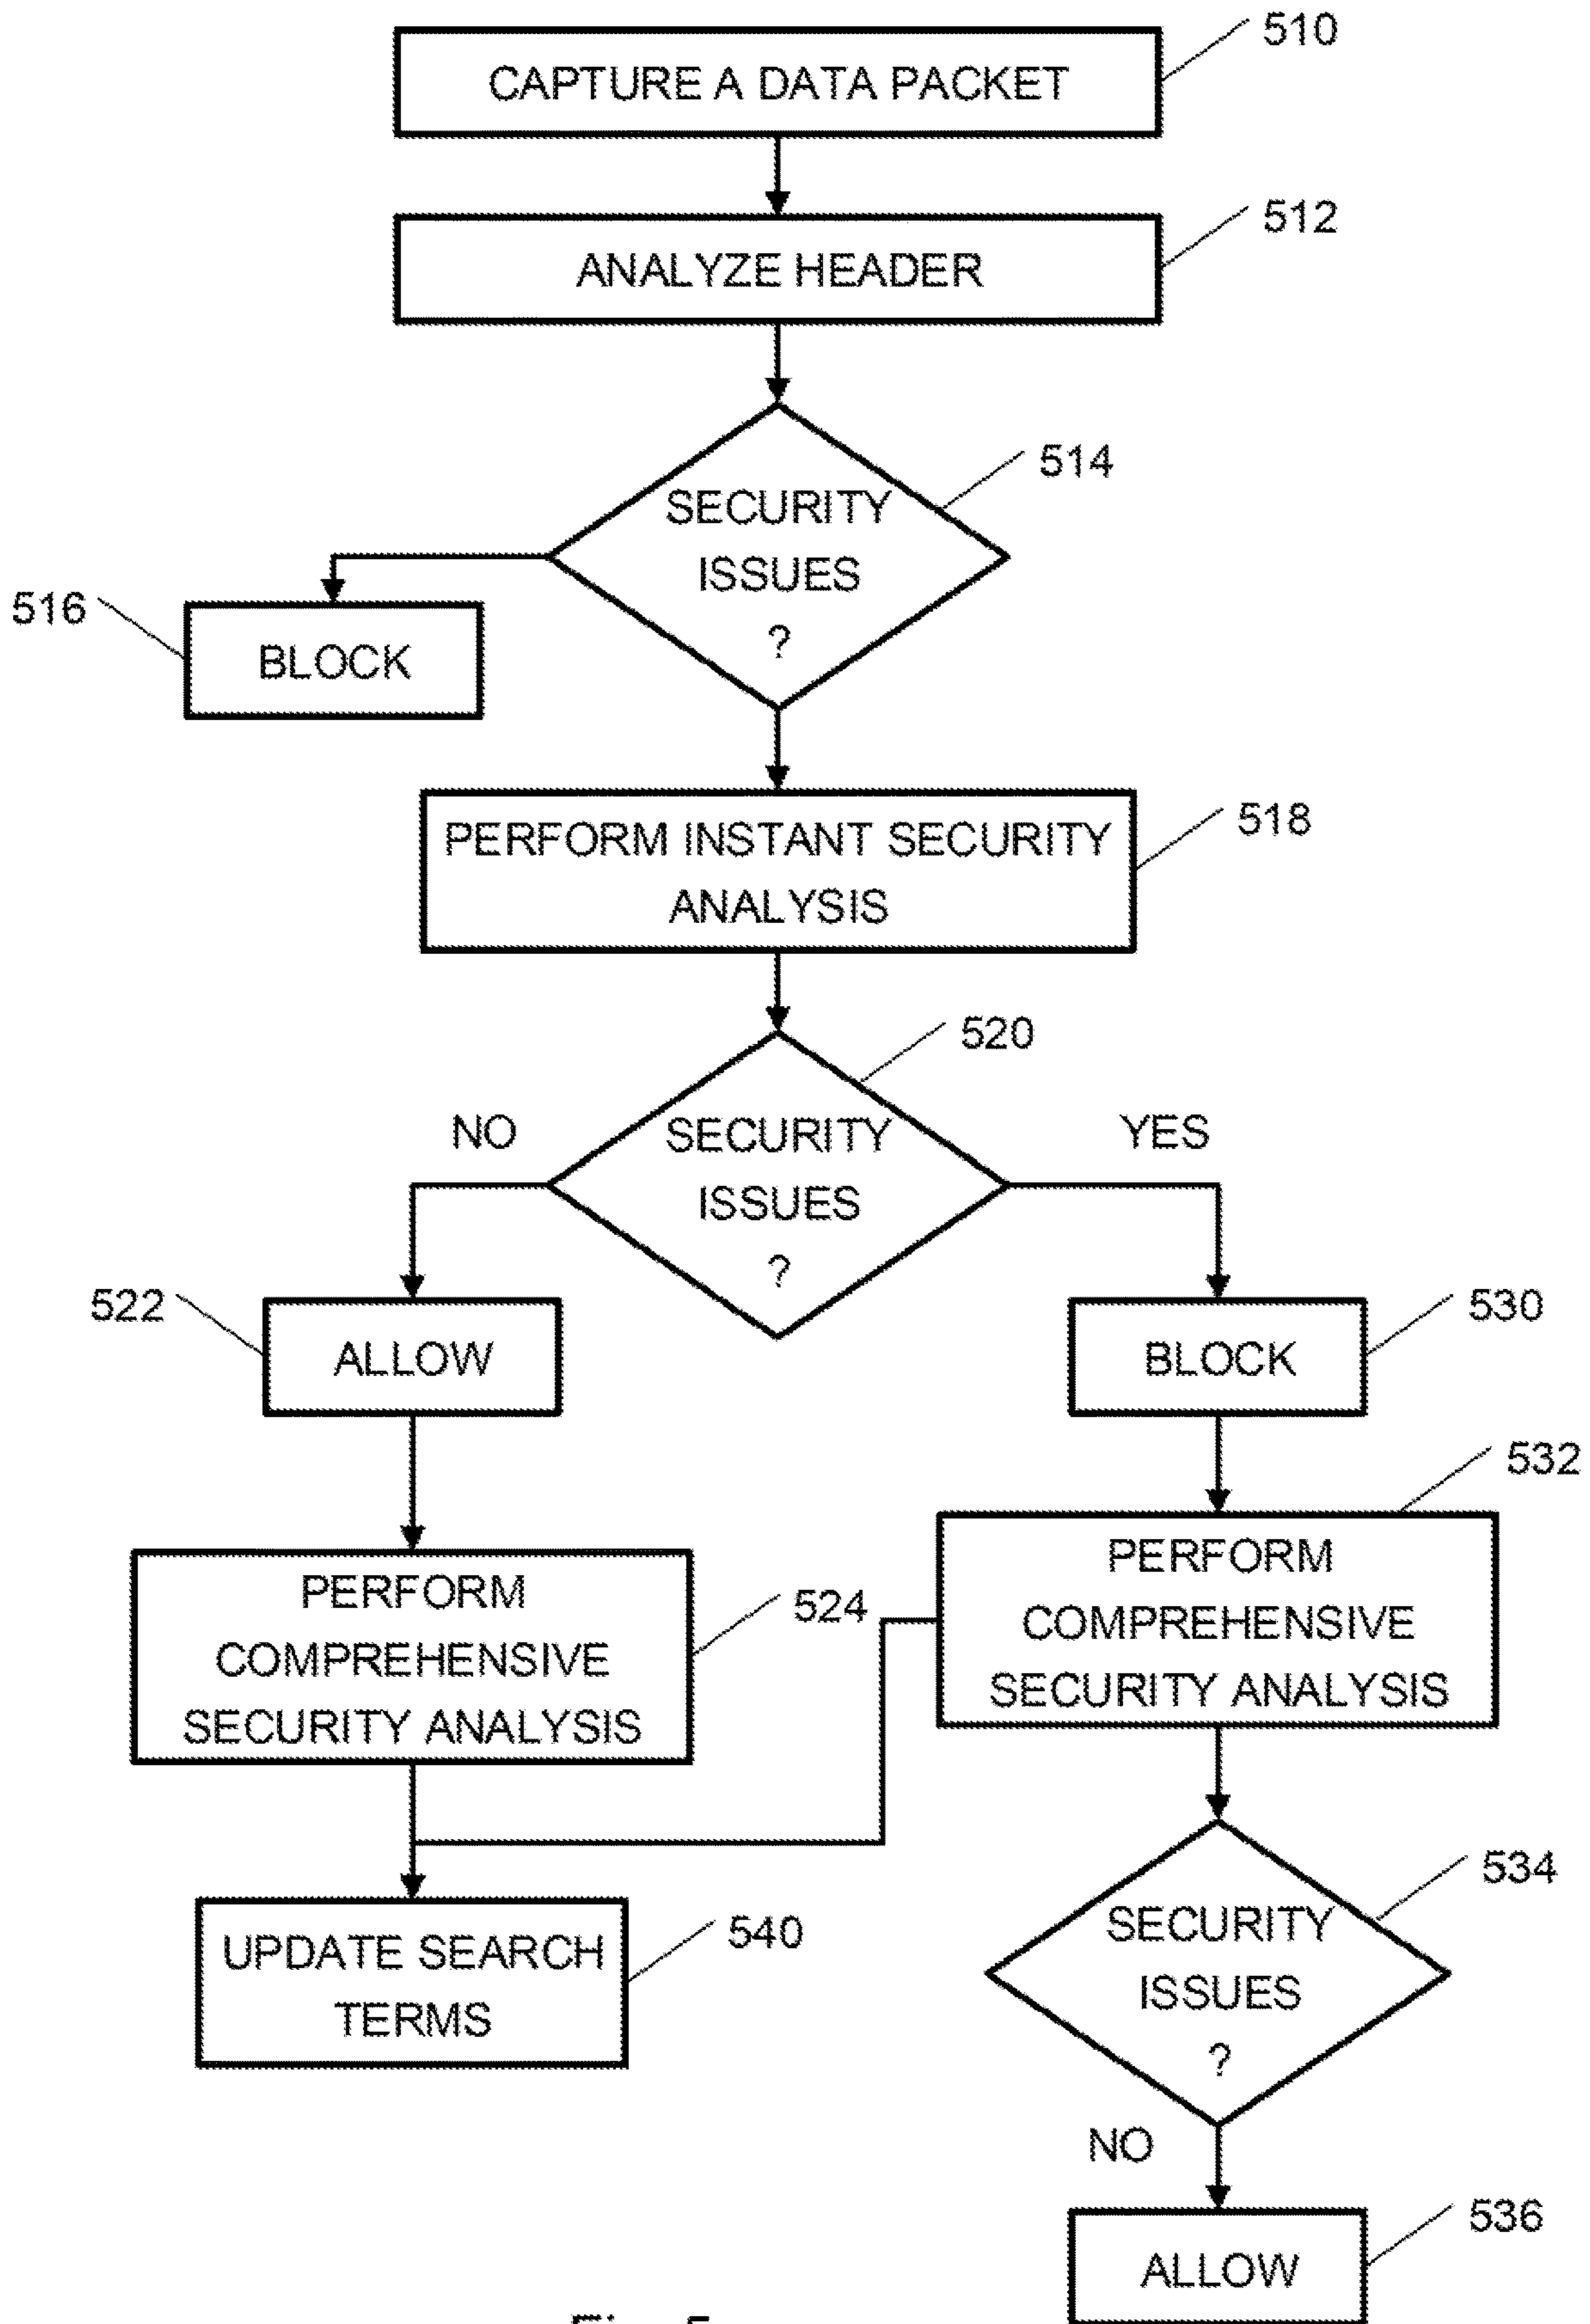 510
CAPTURE A DATA PACKET
512
ANALYZE HEADER
514
SECURITY
ISSUES
?
516
BLOCK
518
PERFORM INSTANT SECURITY
ANALYSIS
520
NO
SECURITY
ISSUES
?
YES
522
ALLOW
530
BLOCK
532
PERFORM
COMPREHENSIVE
SECURITY ANALYSIS
524
PERFORM
COMPREHENSIVE
SECURITY ANALYSIS
534
SECURITY
ISSUES
?
540
UPDATE SEARCH
TERMS
NO
536
ALLOW